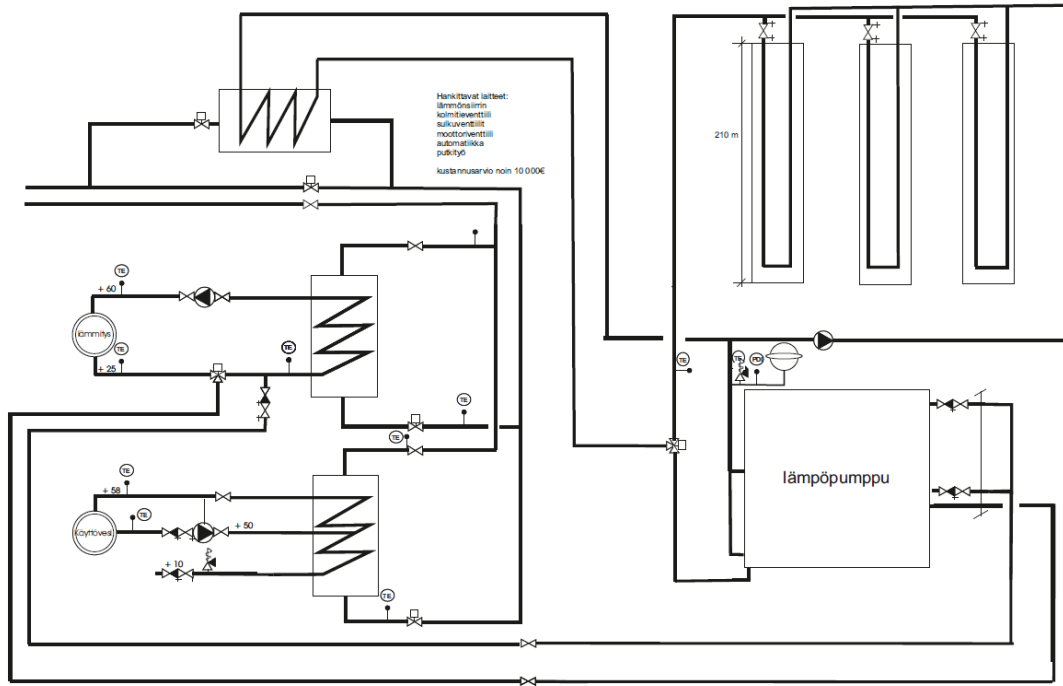 Hankittavat laitteet:
lämmönsiirrin
kolmitieventtiili
sulkuventtiilit
moottoriventtiili
automatiikka
putkityö
kustannusarvio noin 10 000€
210 m
TE
+ 60
lämmitys
TE
+ 25
TE
TE
TE
TE
TE
PDI
lämpöpumppu
TE
+ 58
Käyttövesi
TE
+ 50
+ 10
TE